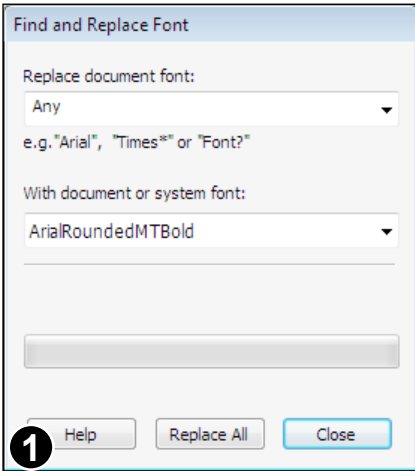 Find and Replace Font
Replace document font:
Any
e.g."Arial", "Times*" or "Font?"
With document or system font:
ArialRoundedMTBold
1 Help Replace All Close